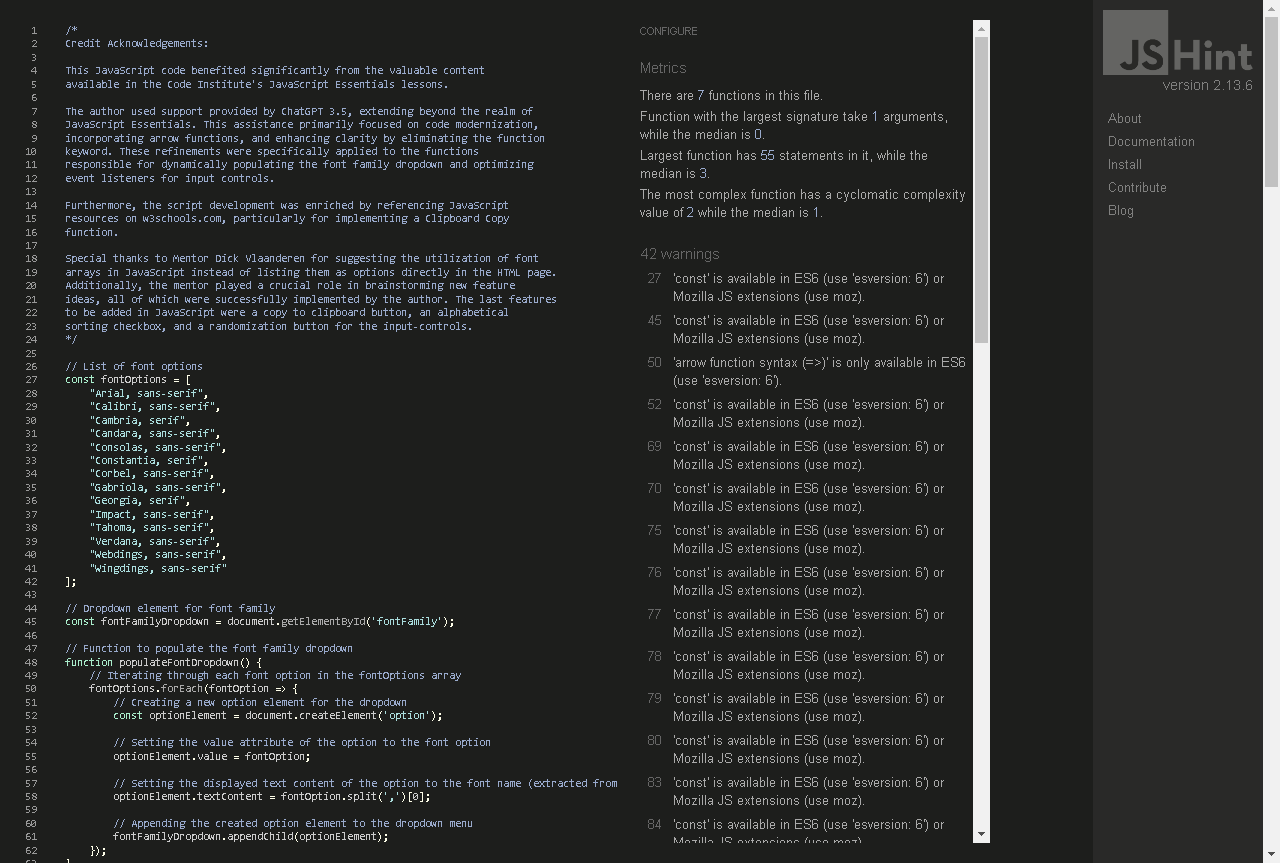 1 /*
2 Credit Acknowledgements:
3
4 This JavaScript code benefited significantly from the valuable content
5 available in the Code Institute's JavaScript Essentials lessons.
6
7 The author used support provided by ChatGPT 3.5, extending beyond the realm of
8 JavaScript Essentials. This assistance primarily focused on code modernization,
9 incorporating arrow functions, and enhancing clarity by eliminating the function
10 keyword. These refinements were specifically applied to the functions
11 responsible for dynamically populating the font family dropdown and optimizing
12 event listeners for input controls.
13
14 Furthermore, the script development was enriched by referencing JavaScript
15 resources on w3schools.com, particularly for implementing a Clipboard Copy
16 function.
17
18 Special thanks to Mentor Dick Vlaanderen for suggesting the utilization of font
19 arrays in JavaScript instead of listing them as options directly in the HTML page.
20 Additionally, the mentor played a crucial role in brainstorming new feature
21 ideas, all of which were successfully implemented by the author. The last features
22 to be added in JavaScript were a copy to clipboard button, an alphabetical
23 sorting checkbox, and a randomization button for the input-controls.
24 */
25
26 // List of font options
27 const fontOptions = [
28 "Arial, sans-serif",
29 "Calibri, sans-serif",
30 "Cambria, serif",
31 "Candara, sans-serif",
32 "Consolas, sans-serif",
33 "Constantia, serif",
34 "Corbel, sans-serif",
35 "Gabriola, sans-serif",
36 "Georgia, serif",
37 "Impact, sans-serif",
38 "Tahoma, sans-serif",
39 "Verdana, sans-serif",
40 "Webdings, sans-serif",
41 "Wingdings, sans-serif"
42 ];
43
44 // Dropdown element for font family
45 const fontFamilyDropdown = document.getElementById('fontFamily');
46
47 // Function to populate the font family dropdown
48 function populateFontDropdown() {
49 // Iterating through each font option in the fontOptions array
50 fontOptions.forEach(fontOption => {
51 // Creating a new option element for the dropdown
52 const optionElement = document.createElement('option');
53
54 // Setting the value attribute of the option to the font option
55 optionElement.value = fontOption;
56
57 // Setting the displayed text content of the option to the font name (extracted from
58 optionElement.textContent = fontOption.split(',')[0];
59
60 // Appending the created option element to the dropdown menu
61 fontFamilyDropdown.appendChild(optionElement);
62 });
CONFIGURE
Metrics
There are 7 functions in this file.
Function with the largest signature take 1 arguments,
while the median is 0.
Largest function has 55 statements in it, while the
median is 3.
The most complex function has a cyclomatic complexity
value of 2 while the median is 1.
42 warnings
27 'const' is available in ES6 (use 'esversion: 6') or
Mozilla JS extensions (use moz).
45 'const' is available in ES6 (use 'esversion: 6') or
Mozilla JS extensions (use moz).
50 'arrow function syntax (=>)' is only available in ES6
(use 'esversion: 6').
52 'const' is available in ES6 (use 'esversion: 6') or
Mozilla JS extensions (use moz).
69 'const' is available in ES6 (use 'esversion: 6') or
Mozilla JS extensions (use moz).
70 'const' is available in ES6 (use 'esversion: 6') or
Mozilla JS extensions (use moz).
75 'const' is available in ES6 (use 'esversion: 6') or
Mozilla JS extensions (use moz).
76 'const' is available in ES6 (use 'esversion: 6') or
Mozilla JS extensions (use moz).
77 'const' is available in ES6 (use 'esversion: 6') or
Mozilla JS extensions (use moz).
78 'const' is available in ES6 (use 'esversion: 6') or
Mozilla JS extensions (use moz).
79 'const' is available in ES6 (use 'esversion: 6') or
Mozilla JS extensions (use moz).
80 'const' is available in ES6 (use 'esversion: 6') or
Mozilla JS extensions (use moz).
83 'const' is available in ES6 (use 'esversion: 6') or
Mozilla JS extensions (use moz).
84 'const' is available in ES6 (use 'esversion: 6') or
Mozilla JS extensions (use moz).
JSHint
version 2.13.6
About
Documentation
Install
Contribute
Blog